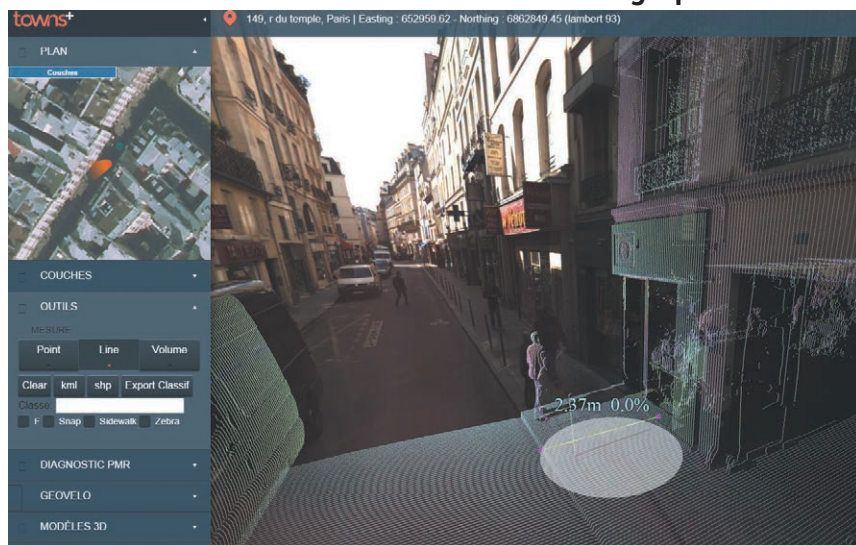 towns+
149, r du temple, Paris | Easting : 652959.62 - Northing : 6862849.45 (lambert 93)
PLAN
Couches
COUCHES
OUTILS
MESURE
Point Line Volume
Clear kml shp Export Classif
Classe:
F Snap Sidewalk Zebra
DIAGNOSTIC PMR
GEOVELO
MODÈLES 3D
2.37m 0.0%